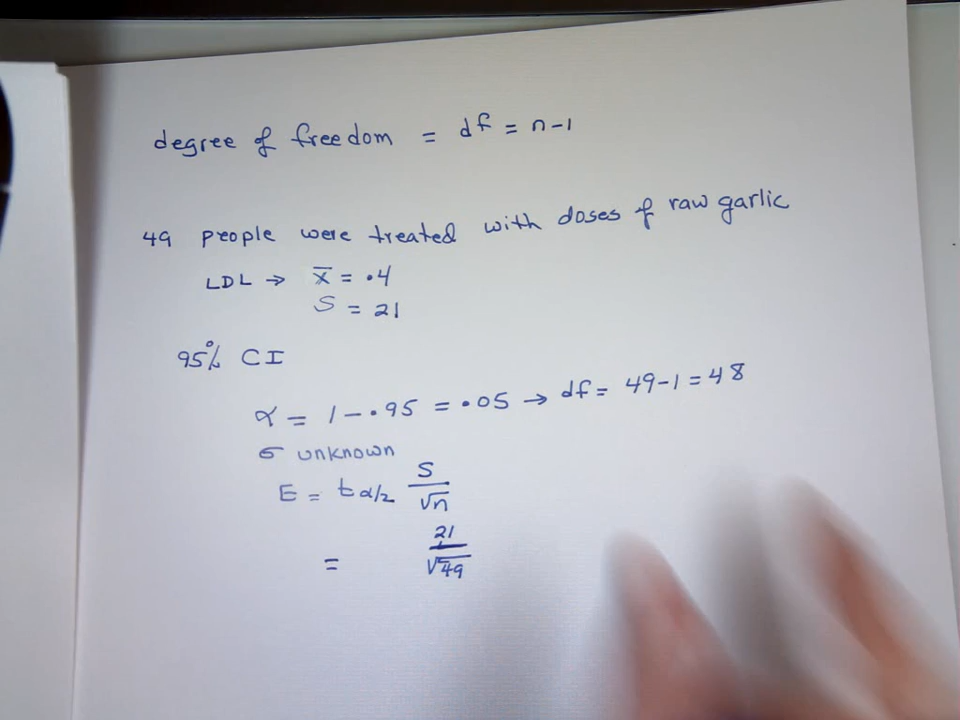 degree of freedom = df = n-1
49 people were treated with doses of raw garlic
LDL → x̅ = .4
S = 21
95% CI
α = 1-.95 = .05 → df = 49-1 = 48
σ unknown
E = tα/2 S/√n
= 21/√49